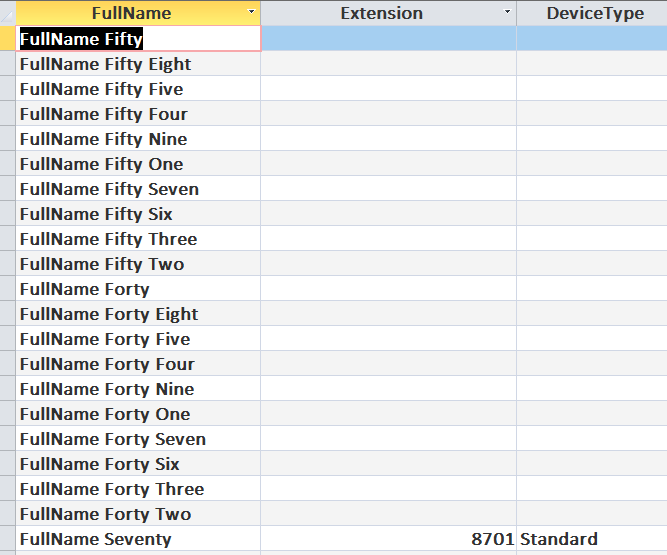 FullName Extension DeviceType
FullName Fifty
FullName Fifty Eight
FullName Fifty Five
FullName Fifty Four
FullName Fifty Nine
FullName Fifty One
FullName Fifty Seven
FullName Fifty Six
FullName Fifty Three
FullName Fifty Two
FullName Forty
FullName Forty Eight
FullName Forty Five
FullName Forty Four
FullName Forty Nine
FullName Forty One
FullName Forty Seven
FullName Forty Six
FullName Forty Three
FullName Forty Two
FullName Seventy 8701 Standard